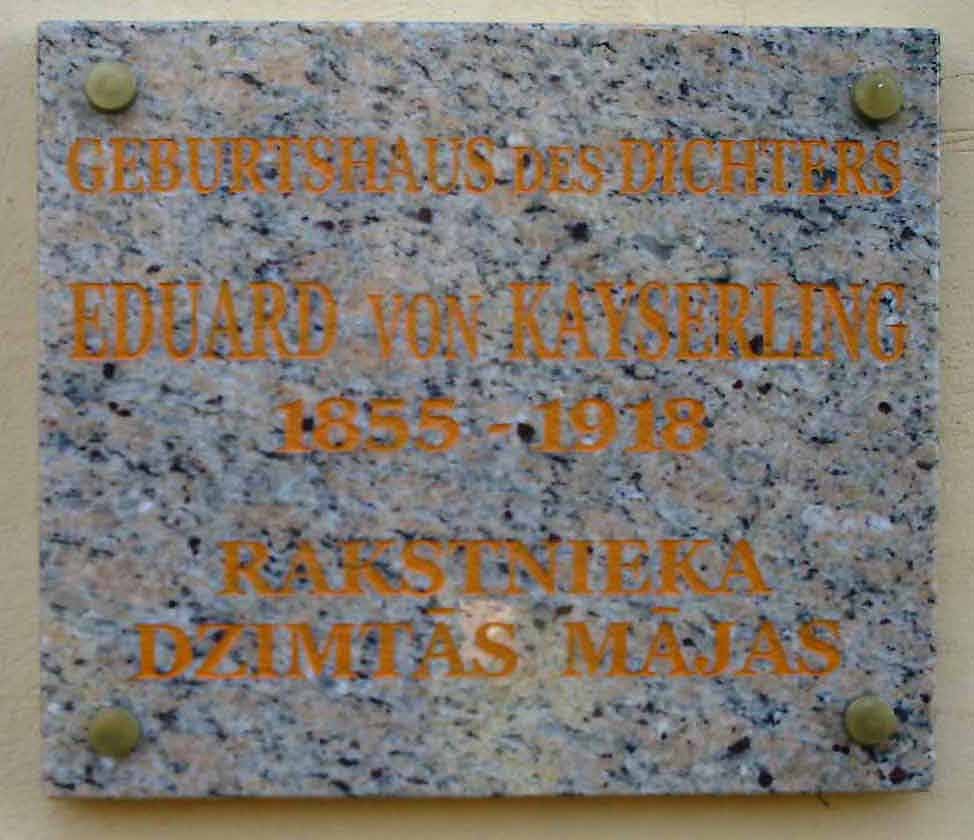 GEBURTSHAUS DES DICHTERS
EDUARD VON KAYSERLING
1855 - 1918
RAKSTNIEKA
DZIMTĀS MĀJAS